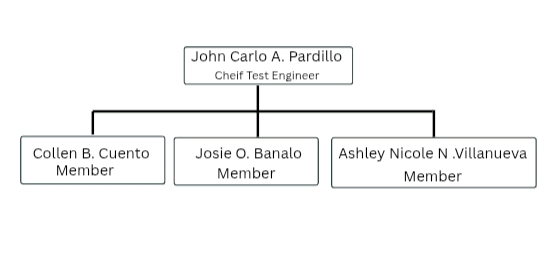 John Carlo A. Pardillo
Cheif Test Engineer
Collen B. Cuento
Member
Josie O. Banalo
Member
Ashley Nicole N .Villanueva
Member